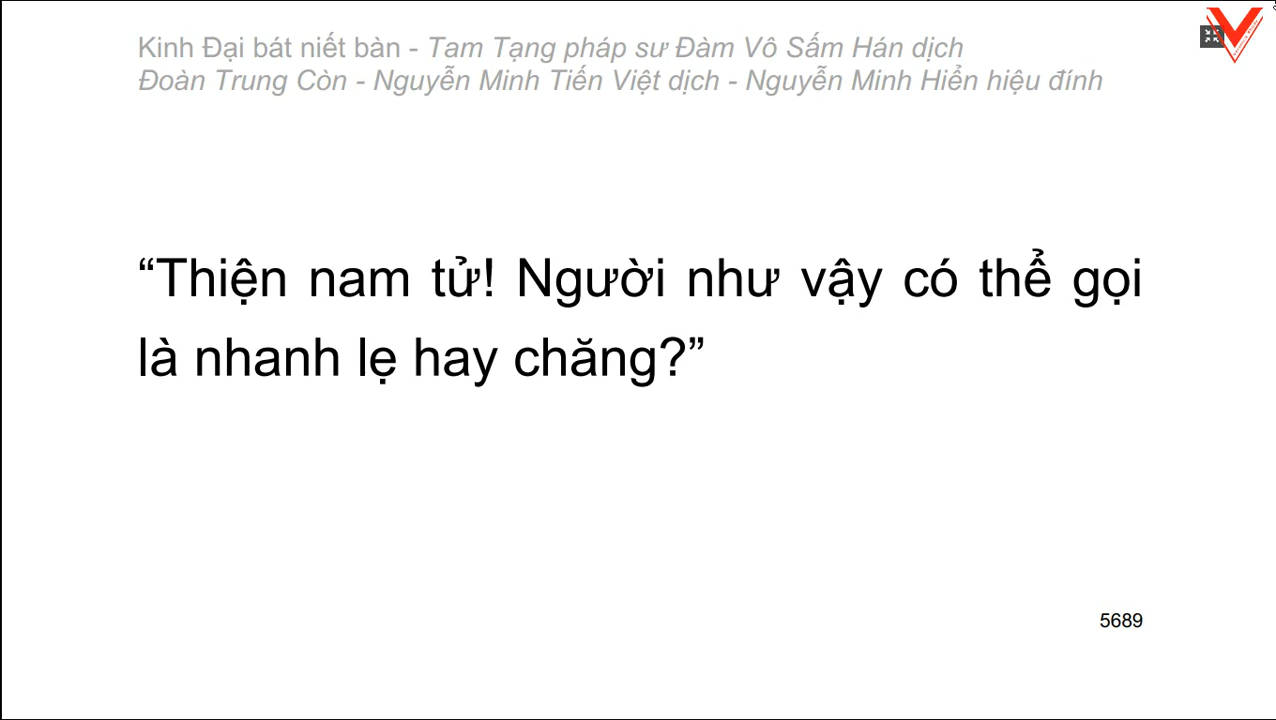 Kinh Đại bát niết bàn - Tam Tạng pháp sư Đàm Vô Sấm Hán dịch
Đoàn Trung Còn - Nguyễn Minh Tiến Việt dịch - Nguyễn Minh Hiển hiệu đính
“Thiện nam tử! Người như vậy có thể gọi
là nhanh lẹ hay chăng?”
5689